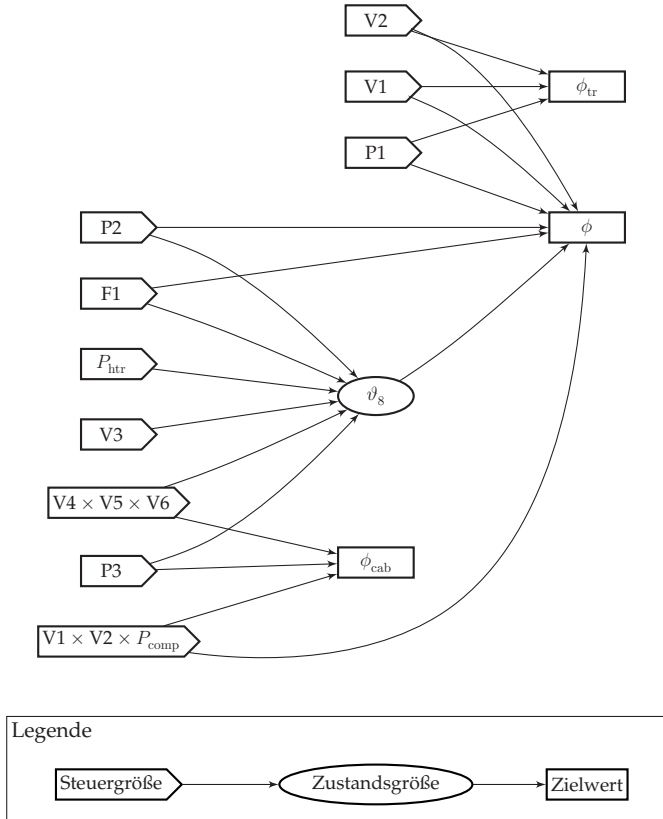 V2
V1
ϕtr
P1
P2
ϕ
F1
Phtr
ϑ8
V3
V4 × V5 × V6
P3
ϕcab
V1 × V2 × Pcomp
Legende
Steuergröße
Zustandsgröße
Zielwert